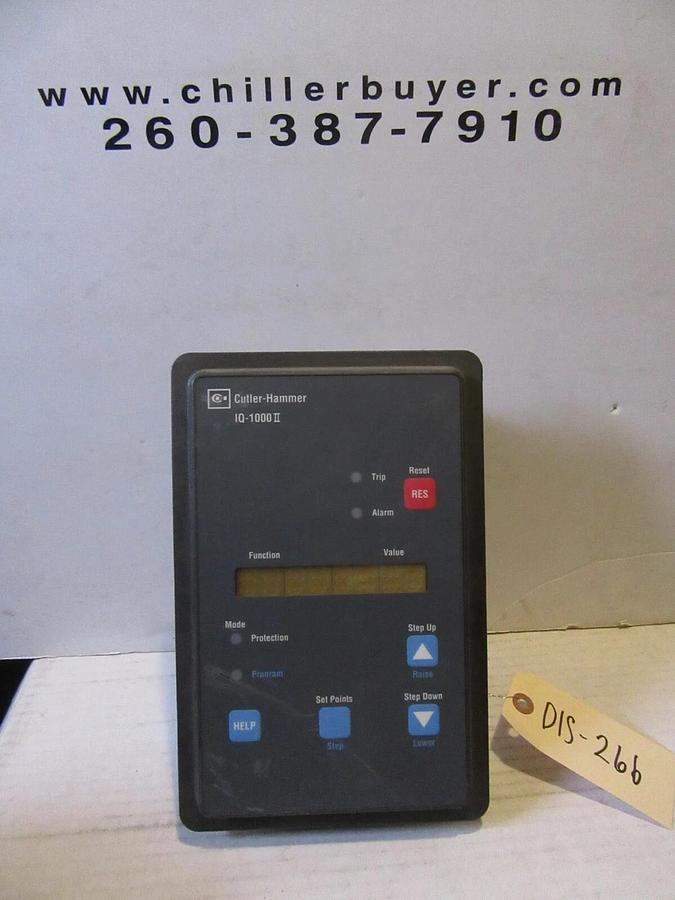 www.chillerbuyer.com
260-387-7910
Cutler-Hammer
IQ-1000 II
Reset
Trip
RES
Alarm
Function Value
Mode
Protection
Step Up
Program
Raise
Set Points
Step Down
HELP
Step
Lower
DIS-266